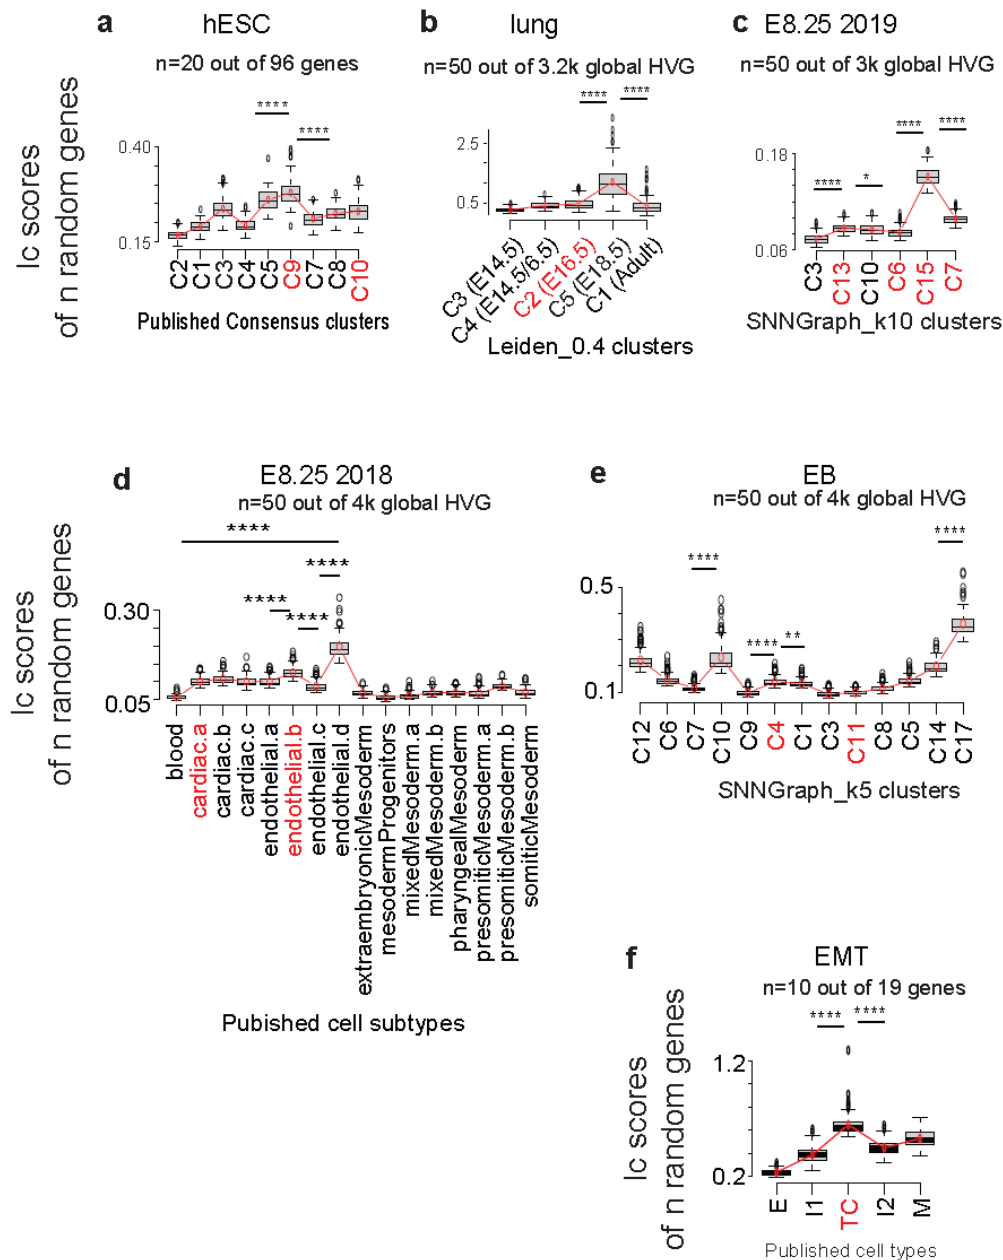 a
hESC
n=20 out of 96 genes
****
****
0.40
0.15
Ic scores
of n random genes
C2
C1
C3
C4
C5
C9
C7
C8
C10
Published Consensus clusters
b
lung
n=50 out of 3.2k global HVG
****
****
2.5
0.5
C3 (E14.5)
C4 (E14.5/6.5)
C2 (E16.5)
C5 (E18.5)
C1 (Adult)
Leiden_0.4 clusters
c
E8.25 2019
n=50 out of 3k global HVG
****
****
****
*
0.18
0.06
C3
C13
C10
C6
C15
C7
SNNGraph_k10 clusters
d
E8.25 2018
n=50 out of 4k global HVG
****
****
****
****
0.30
0.05
Ic scores
of n random genes
blood
cardiac.a
cardiac.b
cardiac.c
endothelial.a
endothelial.b
endothelial.c
endothelial.d
extraembryonicMesoderm
mesodermProgenitors
mixedMesoderm.a
mixedMesoderm.b
pharyngealMesoderm
presomiticMesoderm.a
presomiticMesoderm.b
somiticMesoderm
Pubished cell subtypes
e
EB
n=50 out of 4k global HVG
****
****
****
**
0.5
0.1
C12
C6
C7
C10
C9
C4
C1
C3
C11
C8
C5
C14
C17
SNNGraph_k5 clusters
f
EMT
n=10 out of 19 genes
****
****
1.2
0.2
Ic scores
of n random genes
E
I1
TC
I2
M
Published cell types